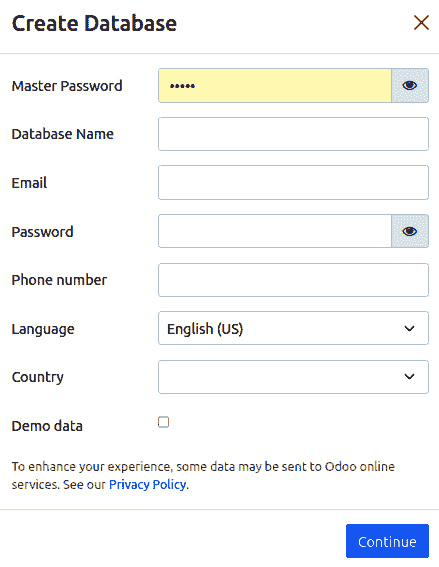 Create Database
Master Password •••••
Database Name
Email
Password
Phone number
Language English (US)
Country
Demo data
To enhance your experience, some data may be sent to Odoo online
services. See our Privacy Policy.
Continue